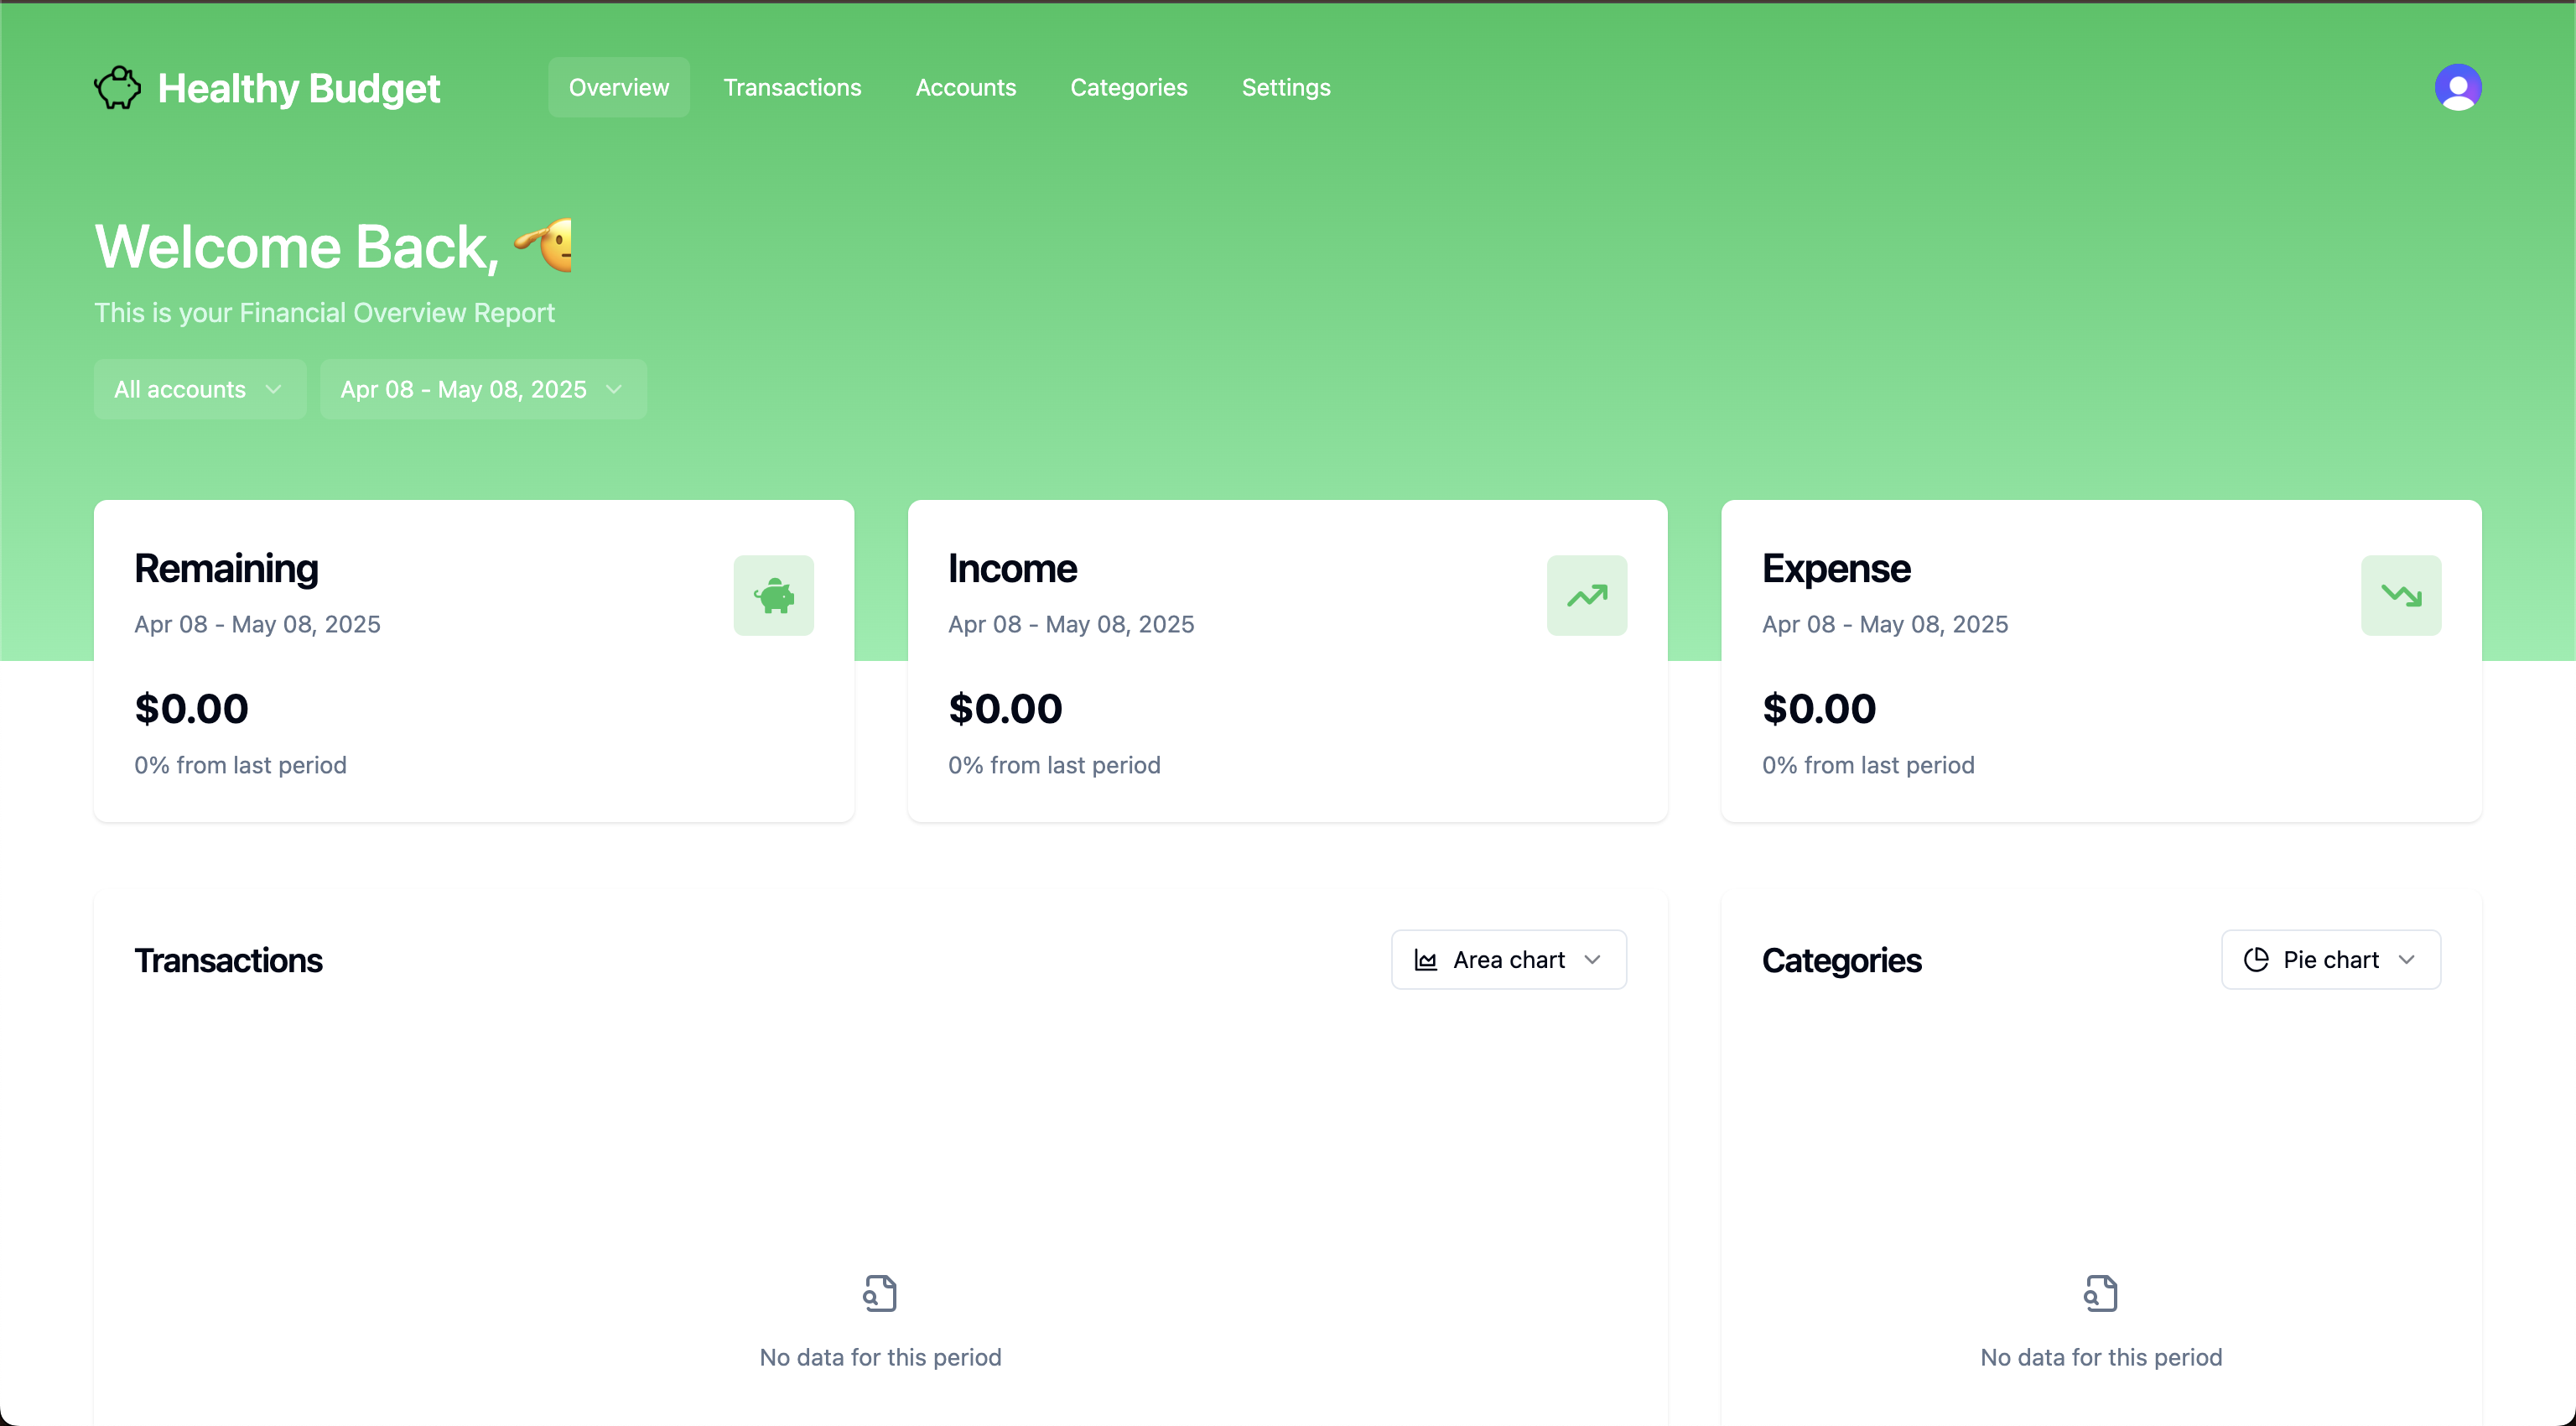 Healthy Budget
Overview
Transactions
Accounts
Categories
Settings
Welcome Back,
This is your Financial Overview Report
All accounts
Apr 08 - May 08, 2025
Remaining
Apr 08 - May 08, 2025
$0.00
0% from last period
Income
Apr 08 - May 08, 2025
$0.00
0% from last period
Expense
Apr 08 - May 08, 2025
$0.00
0% from last period
Transactions
Area chart
No data for this period
Categories
Pie chart
No data for this period